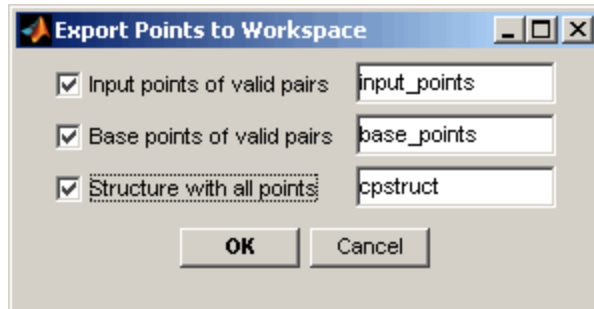 Export Points to Workspace
Input points of valid pairs input_points
Base points of valid pairs base_points
Structure with all points cpstruct
OK Cancel